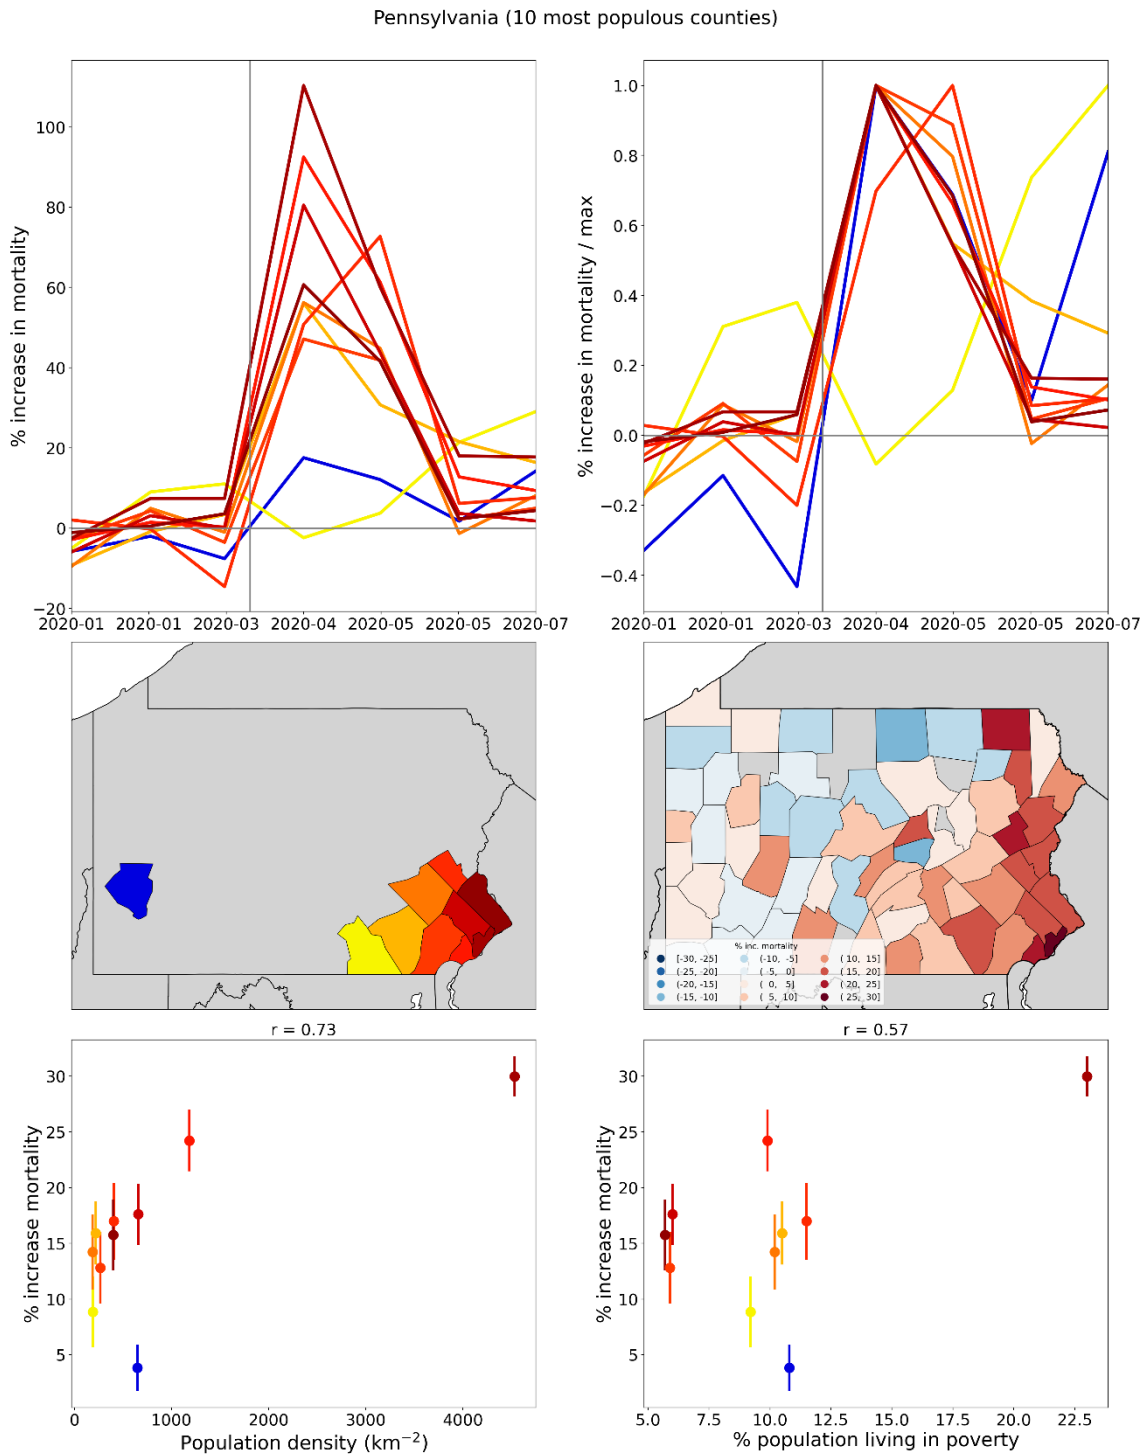 Pennsylvania (10 most populous counties)
% increase in mortality
100
80
60
40
20
0
−20
2020-01 2020-01 2020-03 2020-04 2020-05 2020-05 2020-07
% increase in mortality / max
1.0
0.8
0.6
0.4
0.2
0.0
−0.2
−0.4
2020-01 2020-01 2020-03 2020-04 2020-05 2020-05 2020-07
% inc. mortality
[-30, -25] (-10, -5] ( 10, 15]
(-25, -20] ( -5, 0] ( 15, 20]
(-20, -15] ( 0, 5] ( 20, 25]
(-15, -10] ( 5, 10] ( 25, 30]
r = 0.73
% increase mortality
30
25
20
15
10
5
0 1000 2000 3000 4000
Population density (km−2)
r = 0.57
% increase mortality
30
25
20
15
10
5
5.0 7.5 10.0 12.5 15.0 17.5 20.0 22.5
% population living in poverty